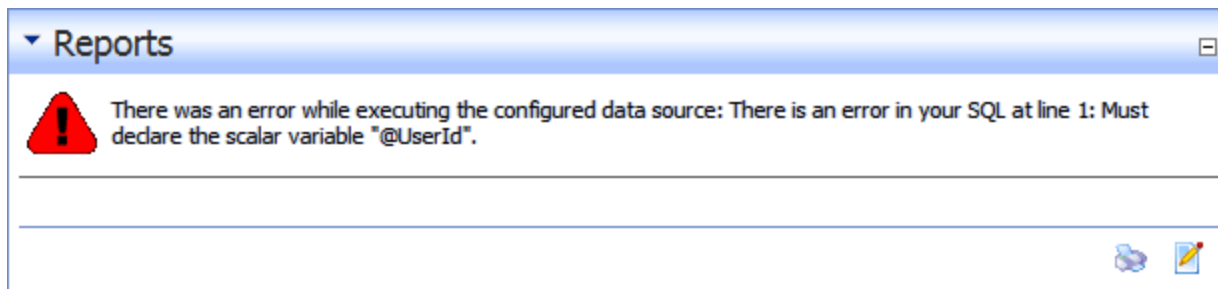 Reports
There was an error while executing the configured data source: There is an error in your SQL at line 1: Must
declare the scalar variable "@UserId".